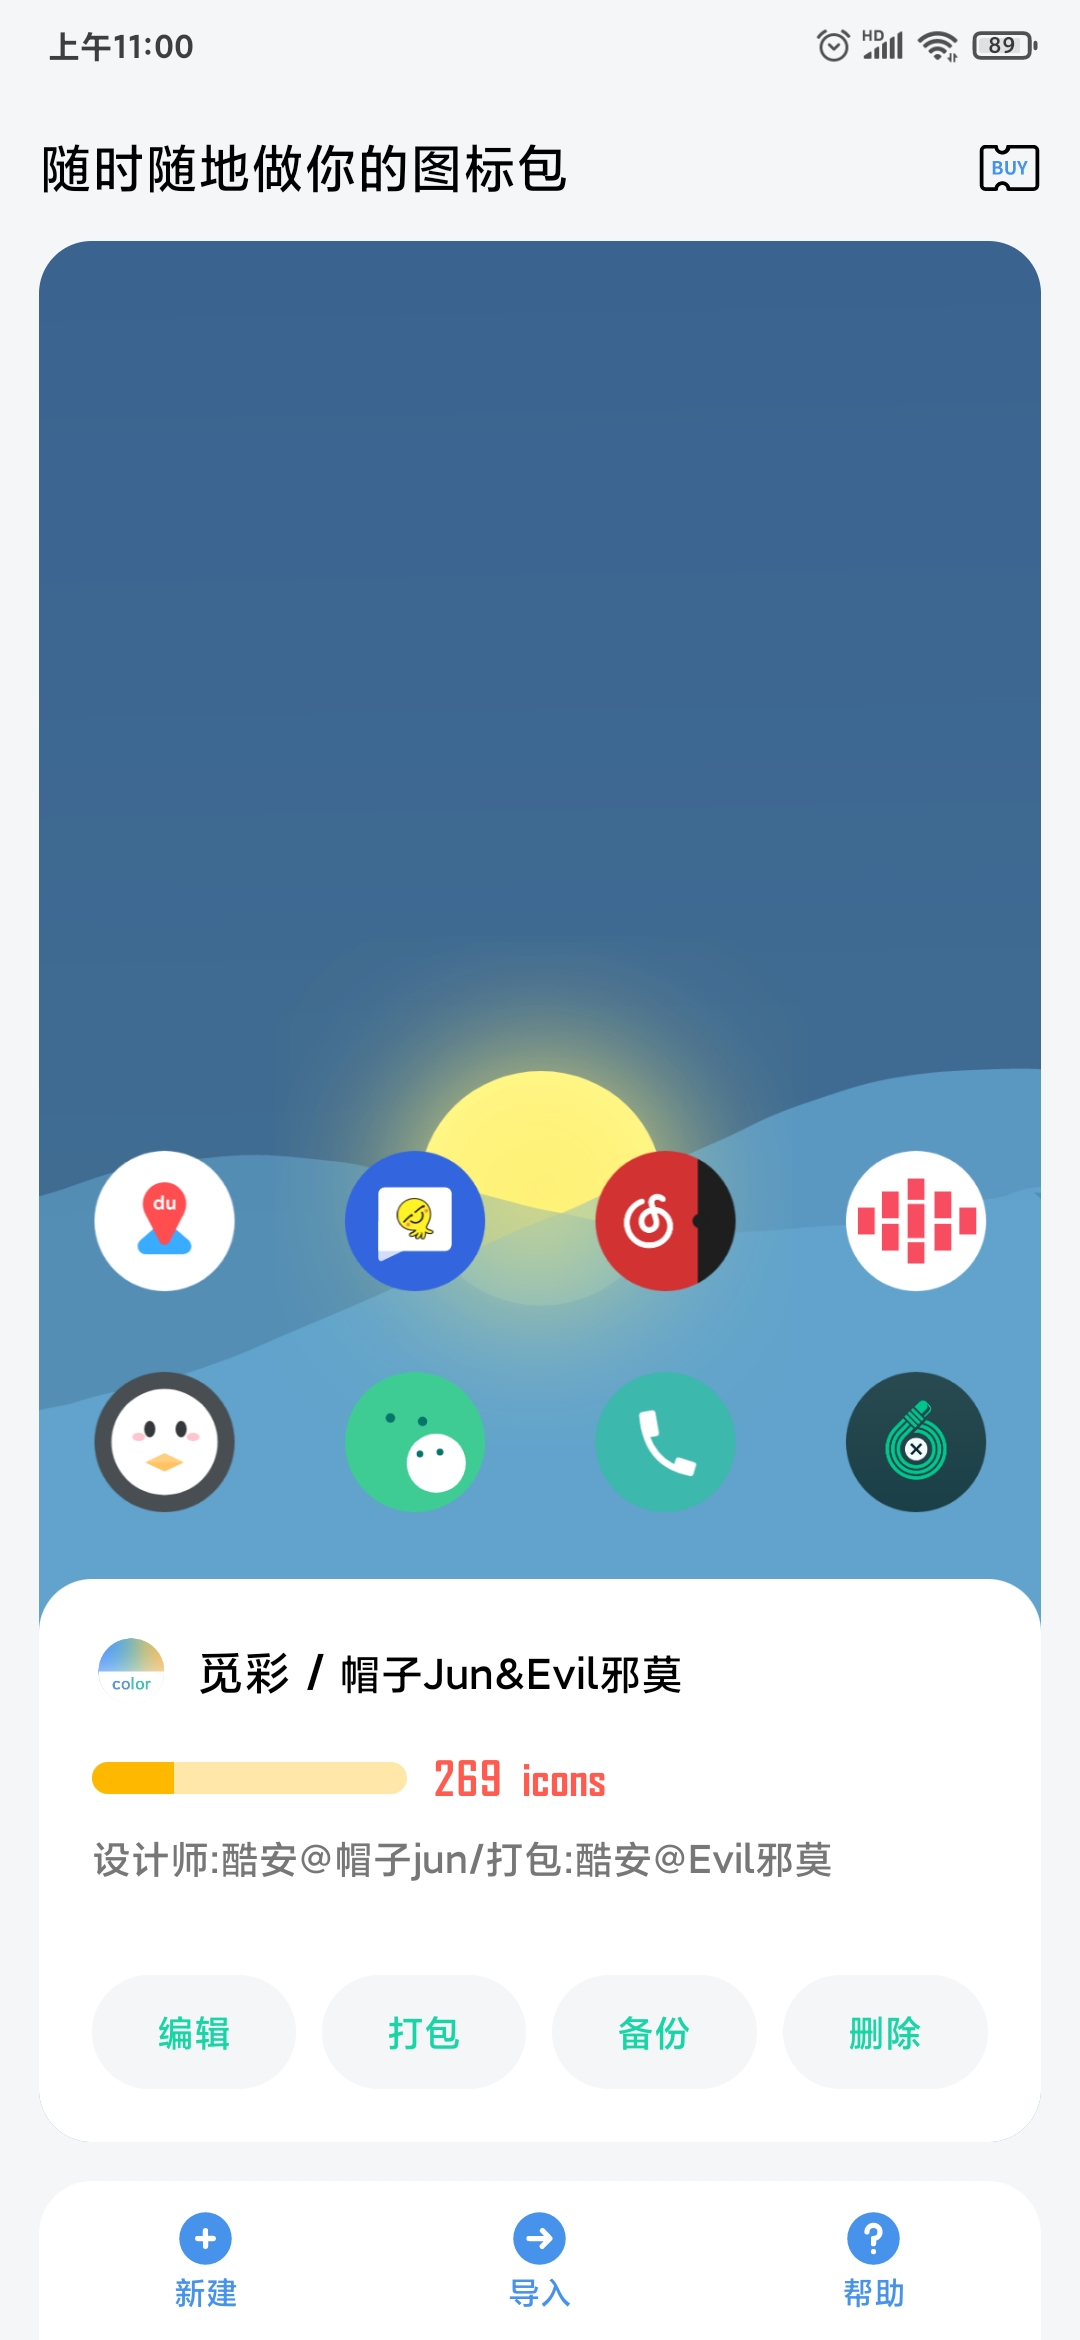 上午11:00
HD
89
随时随地做你的图标包
BUY
du
color
觅彩 / 帽子Jun&Evil邪莫
269 icons
设计师:酷安@帽子jun/打包:酷安@Evil邪莫
编辑 打包 备份 删除
新建 导入 帮助